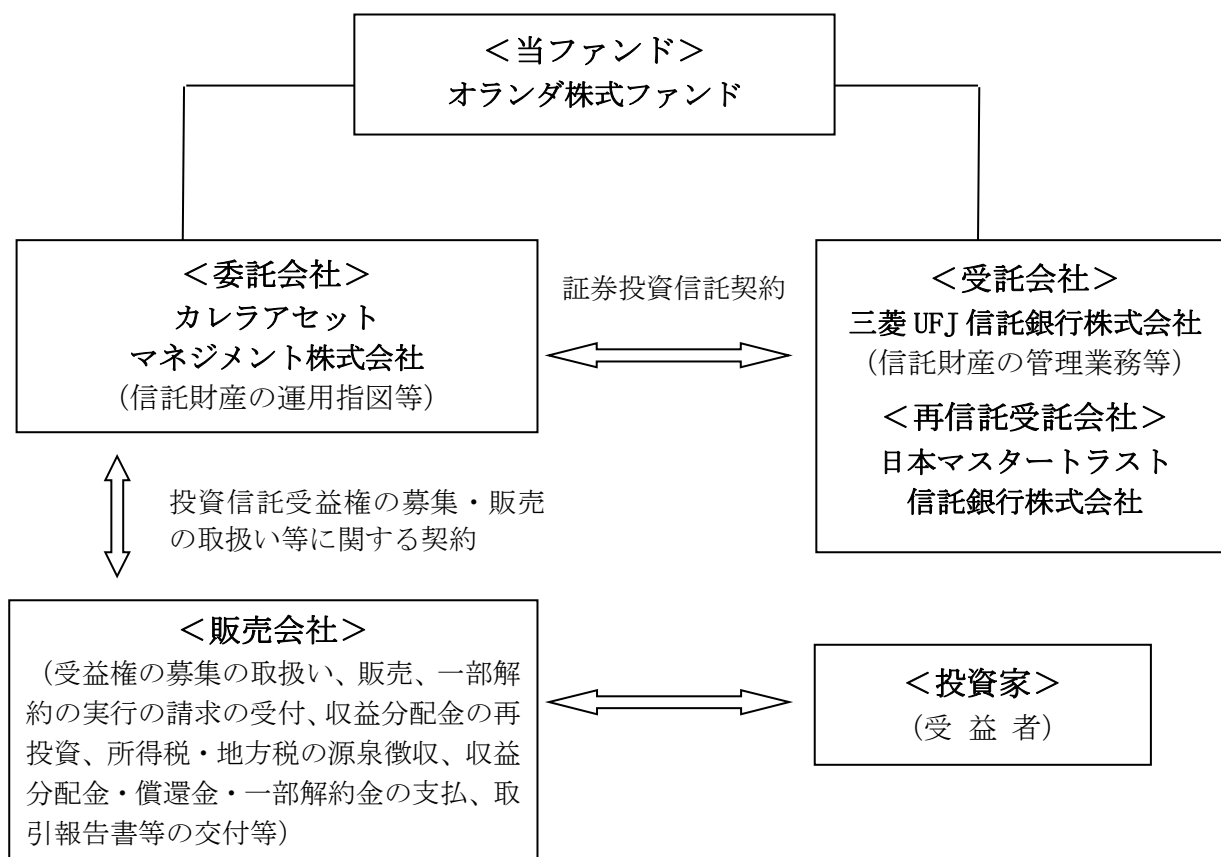 ＜当ファンド＞
オランダ株式ファンド
＜委託会社＞
カレラアセット
マネジメント株式会社
（信託財産の運用指図等）
証券投資信託契約
＜受託会社＞
三菱 UFJ 信託銀行株式会社
（信託財産の管理業務等）
＜再信託受託会社＞
日本マスタートラスト
信託銀行株式会社
投資信託受益権の募集・販売
の取扱い等に関する契約
＜販売会社＞
（受益権の募集の取扱い、販売、一部解
約の実行の請求の受付、収益分配金の再
投資、所得税・地方税の源泉徴収、収益
分配金・償還金・一部解約金の支払、取
引報告書等の交付等）
＜投資家＞
（受 益 者）